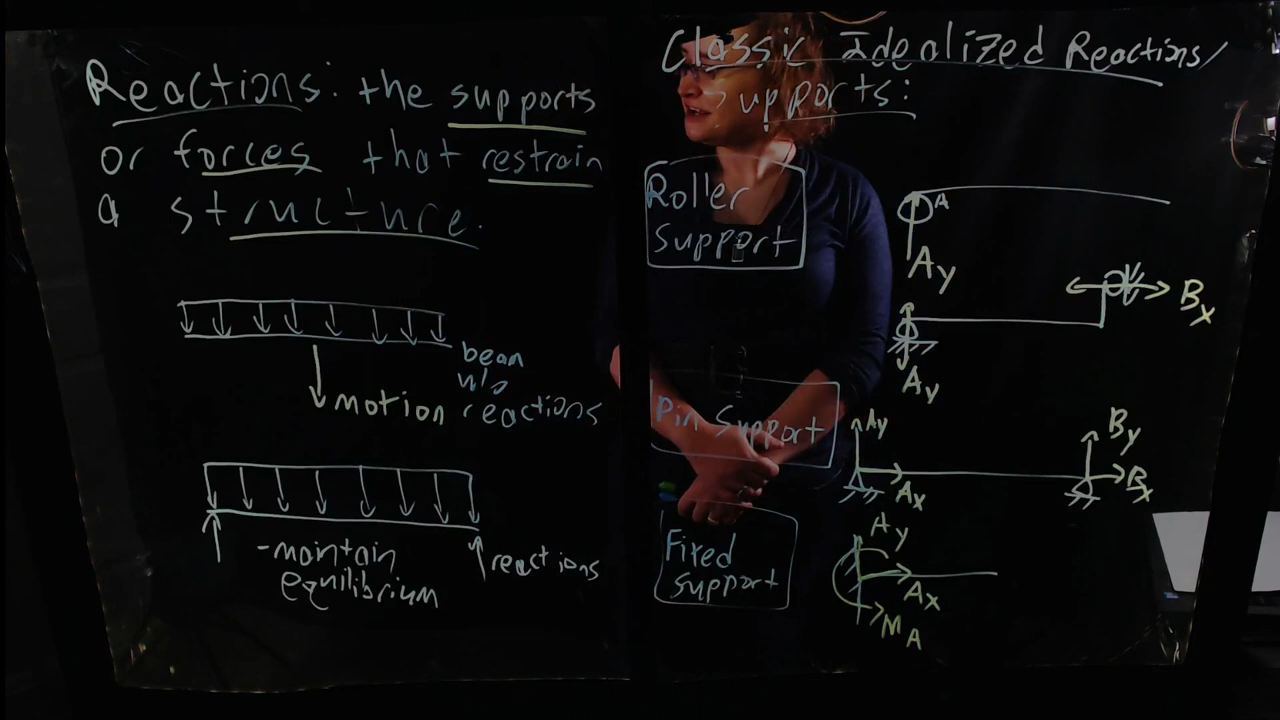 Reactions: the supports
or forces that restrain
a structure.
beam
w/o
reactions
motion
-maintain
equilibrium
reactions
Classic Idealized Reactions/
Supports:
Roller
Support
A
Ay
Bx
Ay
Pin Support
Ay
Ax
By
Bx
Fixed
support
Ay
Ax
MA